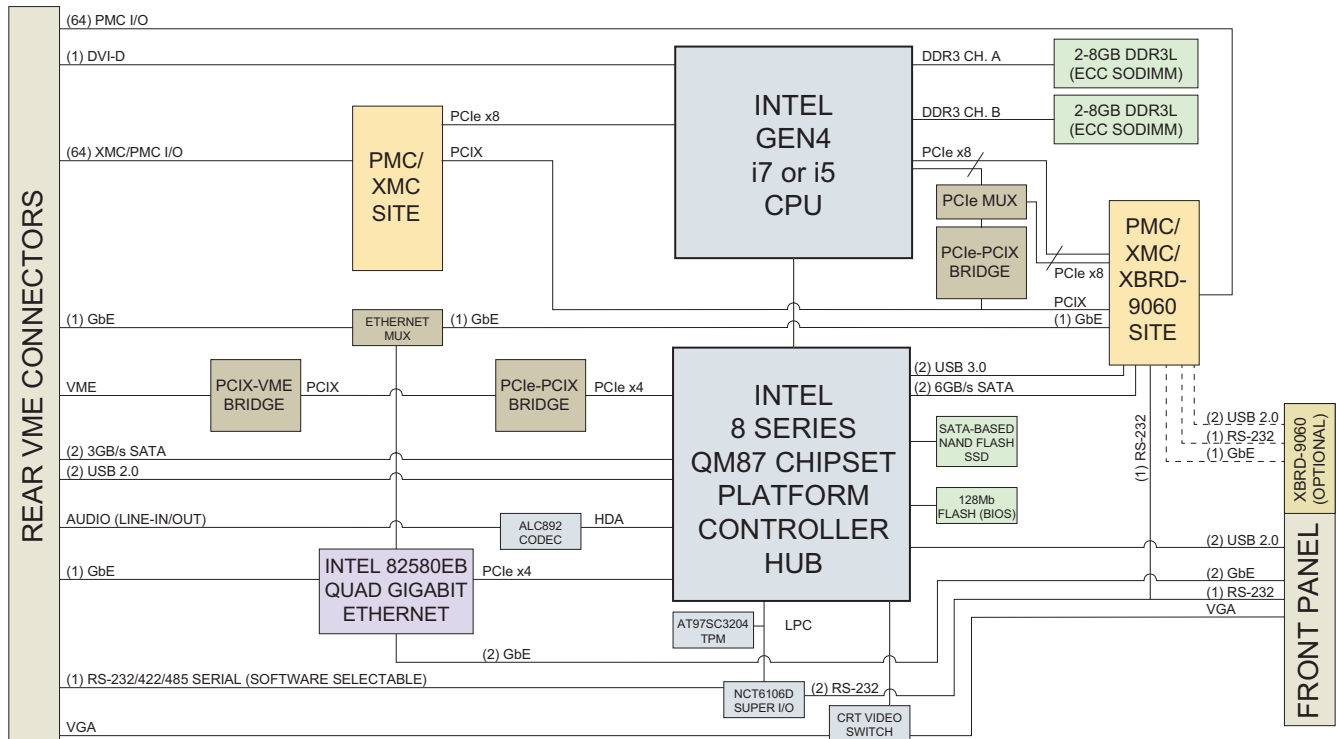 REAR VME CONNECTORS
(64) PMC I/O
(1) DVI-D
(64) XMC/PMC I/O
PMC/
XMC
SITE
PCIe x8
PCIX
INTEL
GEN4
i7 or i5
CPU
DDR3 CH. A
2-8GB DDR3L
(ECC SODIMM)
DDR3 CH. B
2-8GB DDR3L
(ECC SODIMM)
PCIe x8
PCIe MUX
PCIe-PCIX
BRIDGE
PCIe x8
PCIX
(1) GbE
PMC/
XMC/
XBRD-
9060
SITE
(1) GbE
ETHERNET
MUX
(1) GbE
VME
PCIX-VME
BRIDGE
PCIX
PCIe-PCIX
BRIDGE
PCIe x4
INTEL
8 SERIES
QM87 CHIPSET
PLATFORM
CONTROLLER
HUB
(2) USB 3.0
(2) 6GB/s SATA
SATA-BASED
NAND FLASH
SSD
128Mb
FLASH (BIOS)
(1) RS-232
(2) USB 2.0
(1) RS-232
(1) GbE
XBRD-9060
(OPTIONAL)
(2) 3GB/s SATA
(2) USB 2.0
AUDIO (LINE-IN/OUT)
ALC892
CODEC
HDA
(1) GbE
INTEL 82580EB
QUAD GIGABIT
ETHERNET
PCIe x4
(2) USB 2.0
(2) GbE
(1) RS-232
VGA
FRONT PANEL
AT97SC3204
TPM
LPC
(2) GbE
(1) RS-232/422/485 SERIAL (SOFTWARE SELECTABLE)
NCT6106D
SUPER I/O
(2) RS-232
VGA
CRT VIDEO
SWITCH